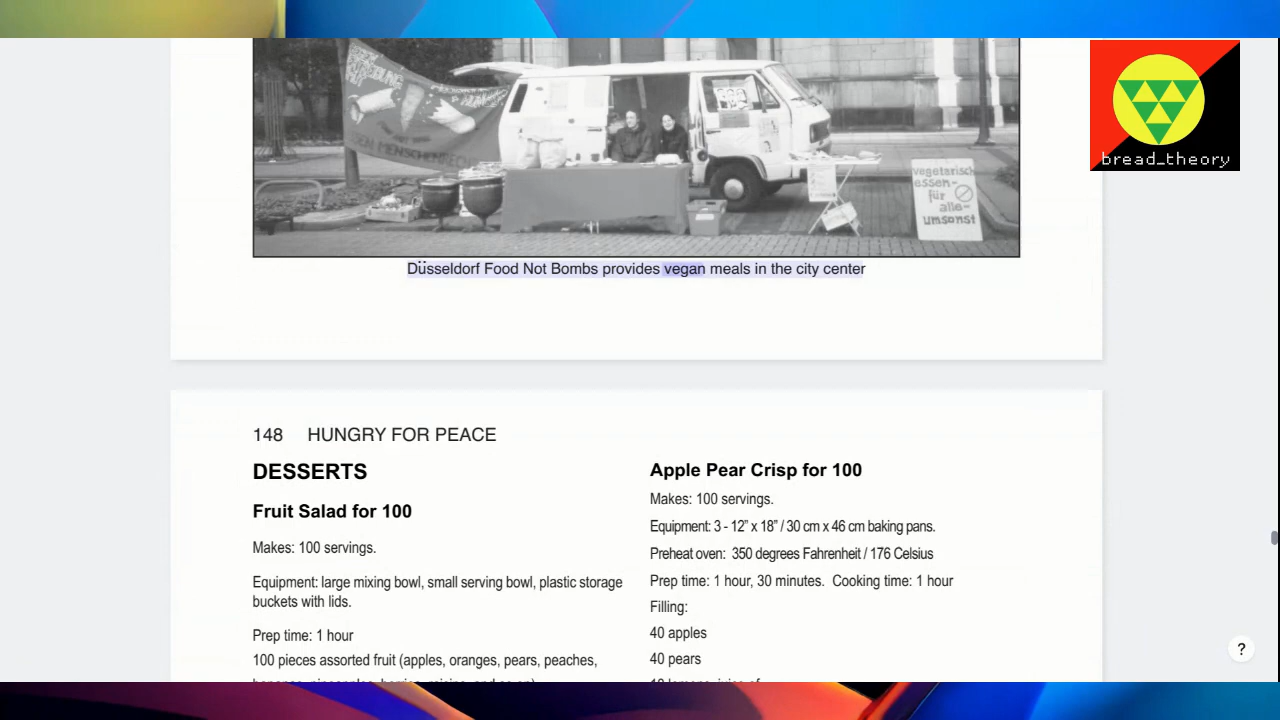 vegetarisch
essen-
für
alle-
umsonst
bread_theory
Düsseldorf Food Not Bombs provides vegan meals in the city center
148 HUNGRY FOR PEACE
DESSERTS
Fruit Salad for 100
Makes: 100 servings.
Equipment: large mixing bowl, small serving bowl, plastic storage
buckets with lids.
Prep time: 1 hour
100 pieces assorted fruit (apples, oranges, pears, peaches,
Apple Pear Crisp for 100
Makes: 100 servings.
Equipment: 3 - 12” x 18” / 30 cm x 46 cm baking pans.
Preheat oven: 350 degrees Fahrenheit / 176 Celsius
Prep time: 1 hour, 30 minutes. Cooking time: 1 hour
Filling:
40 apples
40 pears
?